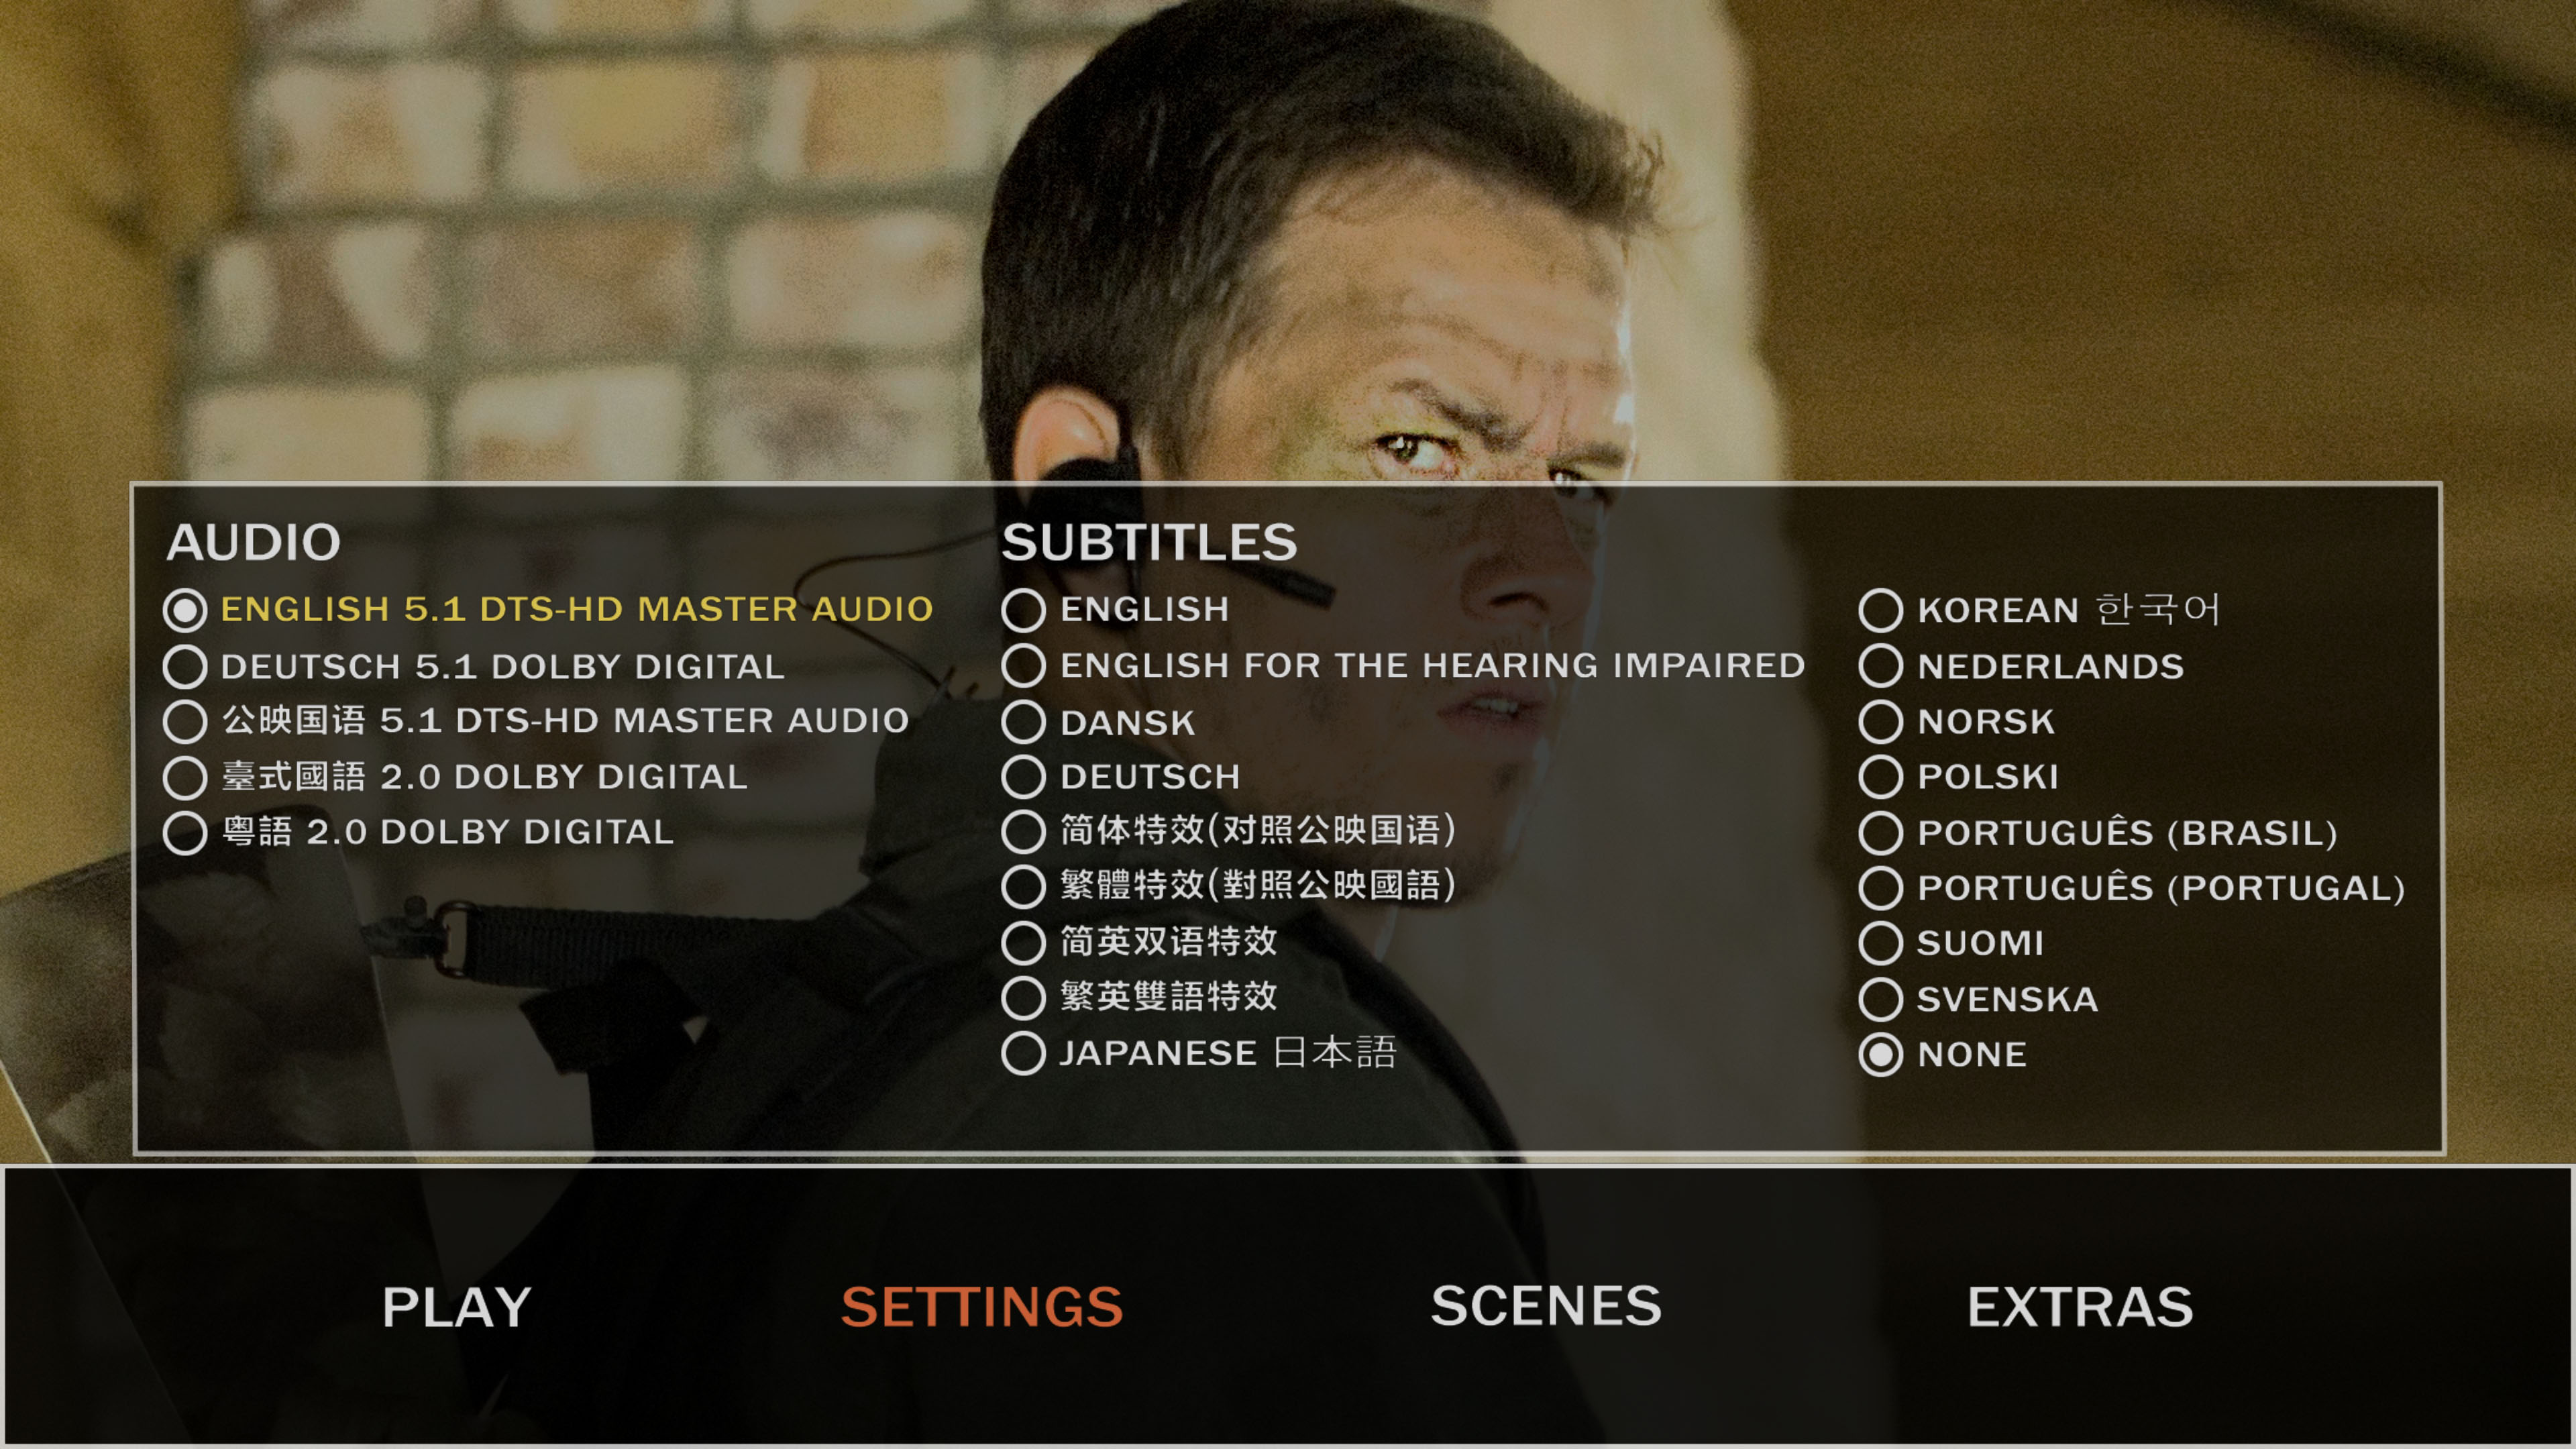 AUDIO
ENGLISH 5.1 DTS-HD MASTER AUDIO
DEUTSCH 5.1 DOLBY DIGITAL
公映国语 5.1 DTS-HD MASTER AUDIO
臺式國語 2.0 DOLBY DIGITAL
粵語 2.0 DOLBY DIGITAL
SUBTITLES
ENGLISH
ENGLISH FOR THE HEARING IMPAIRED
DANSK
DEUTSCH
简体特效(对照公映国语)
繁體特效(對照公映國語)
简英双语特效
繁英雙語特效
JAPANESE 日本語
KOREAN 한국어
NEDERLANDS
NORSK
POLSKI
PORTUGUÊS (BRASIL)
PORTUGUÊS (PORTUGAL)
SUOMI
SVENSKA
NONE
PLAY
SETTINGS
SCENES
EXTRAS